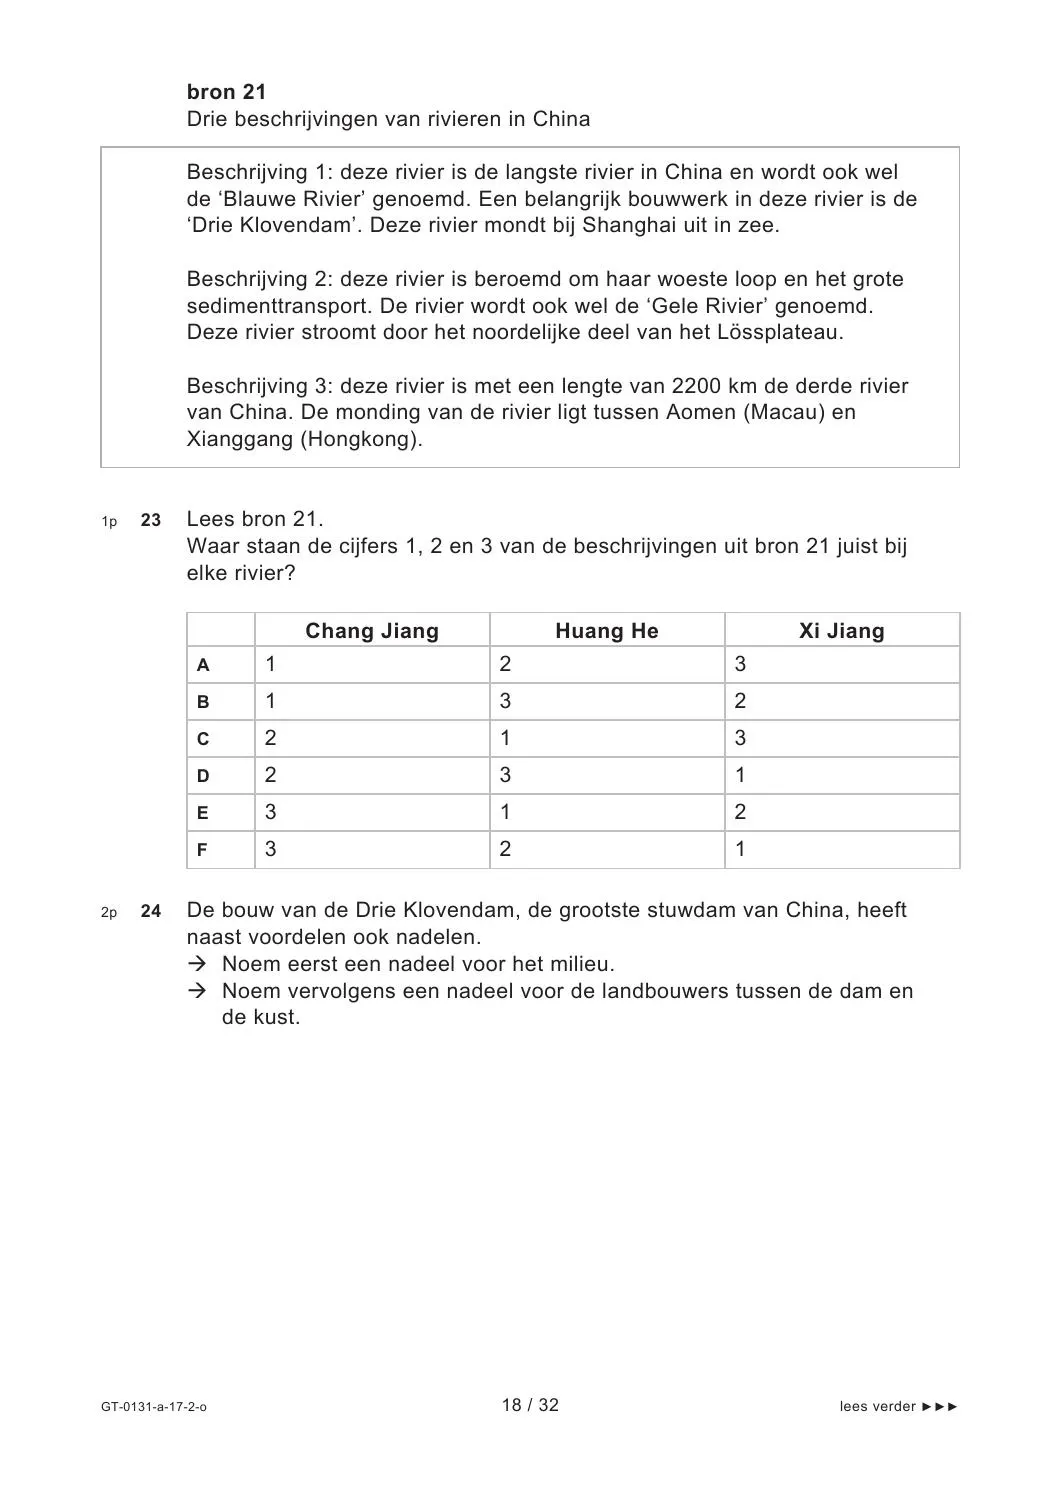 bron 21
Drie beschrijvingen van rivieren in China
Beschrijving 1: deze rivier is de langste rivier in China en wordt ook wel
de ‘Blauwe Rivier’ genoemd. Een belangrijk bouwwerk in deze rivier is de
‘Drie Klovendam’. Deze rivier mondt bij Shanghai uit in zee.
Beschrijving 2: deze rivier is beroemd om haar woeste loop en het grote
sedimenttransport. De rivier wordt ook wel de ‘Gele Rivier’ genoemd.
Deze rivier stroomt door het noordelijke deel van het Lössplateau.
Beschrijving 3: deze rivier is met een lengte van 2200 km de derde rivier
van China. De monding van de rivier ligt tussen Aomen (Macau) en
Xianggang (Hongkong).
1p 23 Lees bron 21.
Waar staan de cijfers 1, 2 en 3 van de beschrijvingen uit bron 21 juist bij
elke rivier?
Chang Jiang Huang He Xi Jiang
A 1 2 3
B 1 3 2
C 2 1 3
D 2 3 1
E 3 1 2
F 3 2 1
2p 24 De bouw van de Drie Klovendam, de grootste stuwdam van China, heeft
naast voordelen ook nadelen.
→ Noem eerst een nadeel voor het milieu.
→ Noem vervolgens een nadeel voor de landbouwers tussen de dam en
de kust.
GT-0131-a-17-2-o 18 / 32 lees verder ►►►